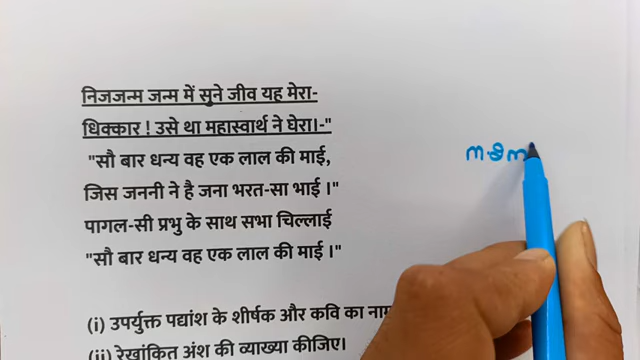 निजजन्म जन्म में सुने जीव यह मेरा-
धिक्कार ! उसे था महास्वार्थ ने घेरा।-"
"सौ बार धन्य वह एक लाल की माई,
जिस जननी ने है जना भरत-सा भाई ।"
पागल-सी प्रभु के साथ सभा चिल्लाई
"सौ बार धन्य वह एक लाल की माई ।"
(i) उपर्युक्त पद्यांश के शीर्षक और कवि का
(ii) रेखांकित अंश की व्याख्या कीजिए।